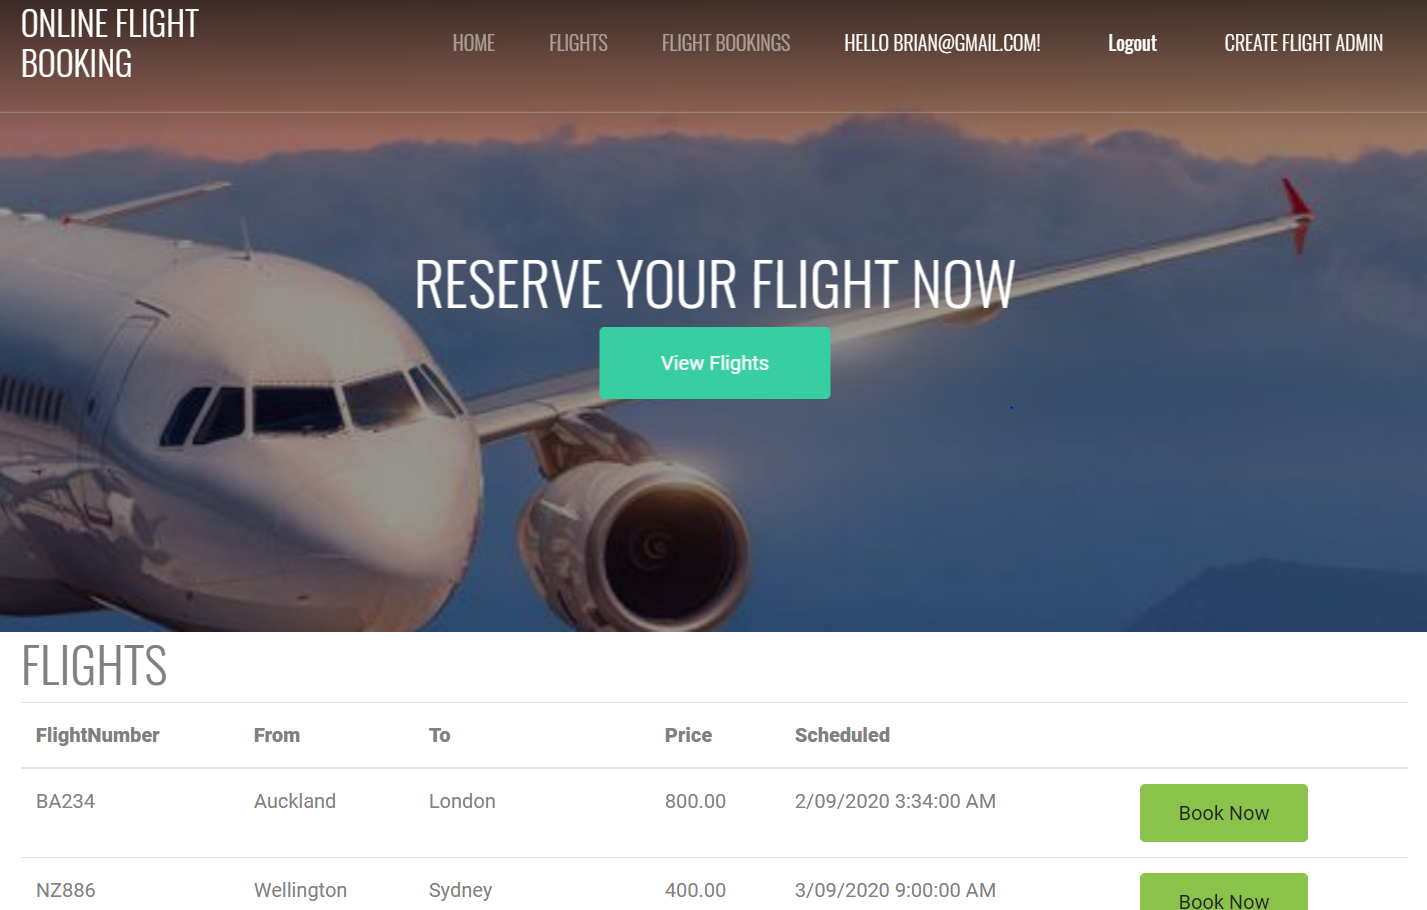 ONLINE FLIGHT
BOOKING
HOME FLIGHTS FLIGHT BOOKINGS HELLO BRIAN@GMAIL.COM! Logout CREATE FLIGHT ADMIN
RESERVE YOUR FLIGHT NOW
View Flights
FLIGHTS
FlightNumber From To Price Scheduled
BA234 Auckland London 800.00 2/09/2020 3:34:00 AM Book Now
NZ886 Wellington Sydney 400.00 3/09/2020 9:00:00 AM Book Now